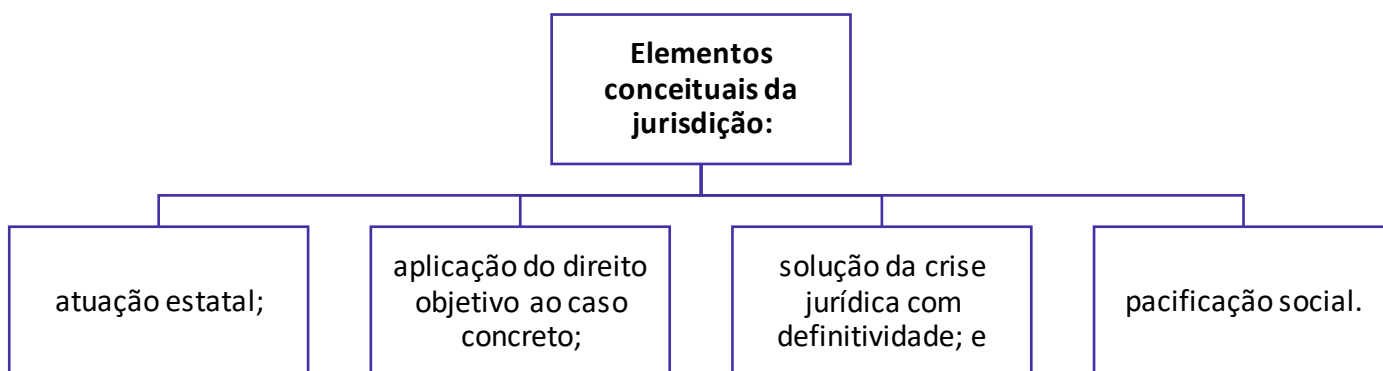 Elementos
conceituais da
jurisdição:
atuação estatal;
aplicação do direito
objetivo ao caso
concreto;
solução da crise
jurídica com
definitividade; e
pacificação social.